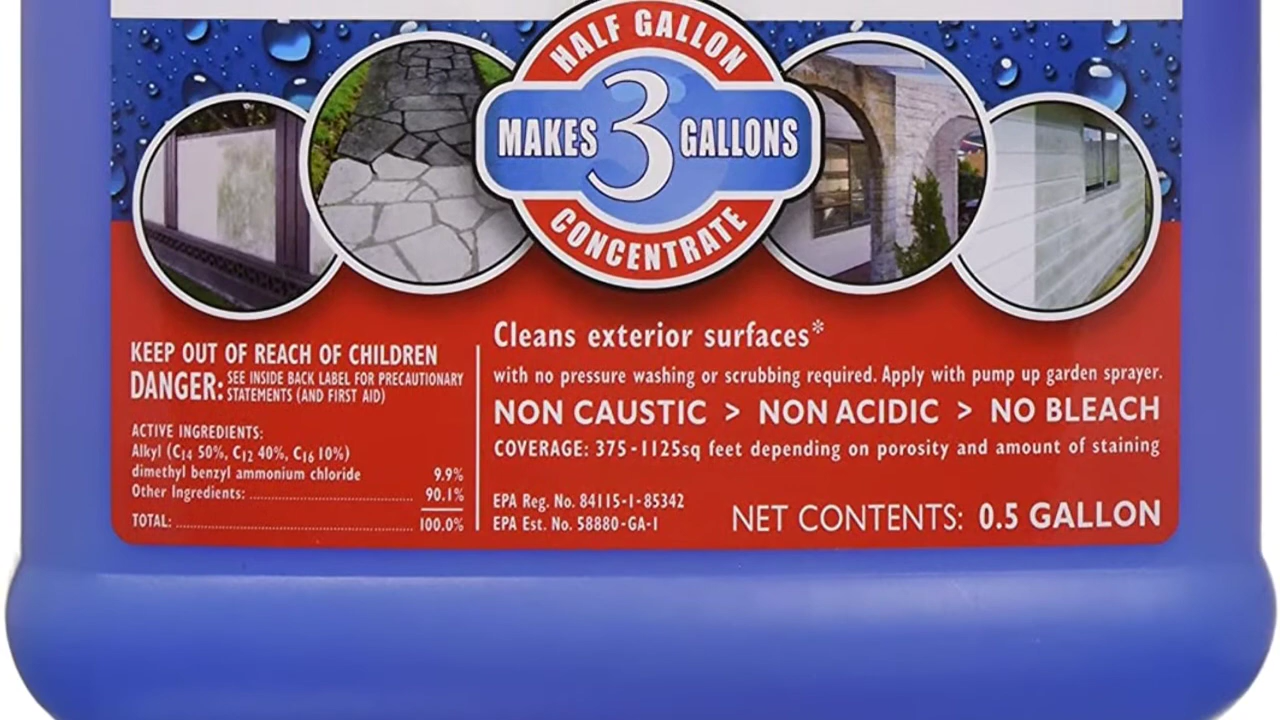 HALF GALLON
MAKES 3 GALLONS
CONCENTRATE
KEEP OUT OF REACH OF CHILDREN
DANGER: SEE INSIDE BACK LABEL FOR PRECAUTIONARY
STATEMENTS (AND FIRST AID)
ACTIVE INGREDIENTS:
Alkyl (C₁₄ 50%, C₁₂ 40%, C₁₆ 10%)
dimethyl benzyl ammonium chloride 9.9%
Other Ingredients: 90.1%
TOTAL: 100.0%
Cleans exterior surfaces*
with no pressure washing or scrubbing required. Apply with pump up garden sprayer.
NON CAUSTIC > NON ACIDIC > NO BLEACH
COVERAGE: 375-1125sq feet depending on porosity and amount of staining
EPA Reg. No. 84115-1-85342
EPA Est. No. 58880-GA-1
NET CONTENTS: 0.5 GALLON